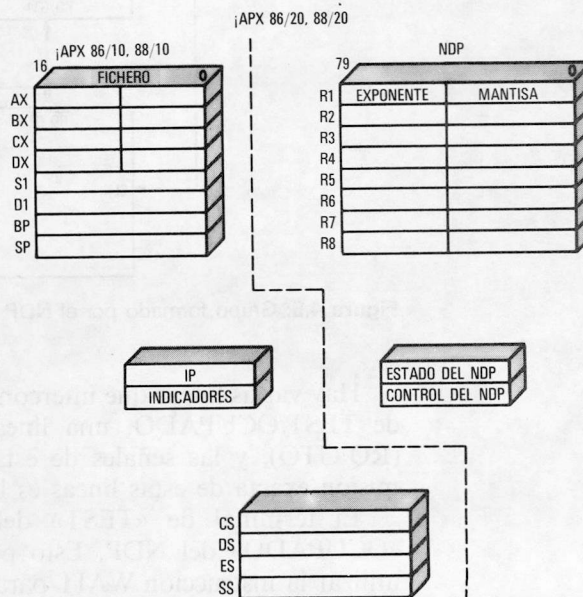 ¡APX 86/20, 88/20
¡APX 86/10, 88/10
16
FICHERO
0
AX
BX
CX
DX
S1
D1
BP
SP
NDP
79
0
EXPONENTE MANTISA
R1
R2
R3
R4
R5
R6
R7
R8
IP
INDICADORES
ESTADO DEL NDP
CONTROL DEL NDP
CS
DS
ES
SS